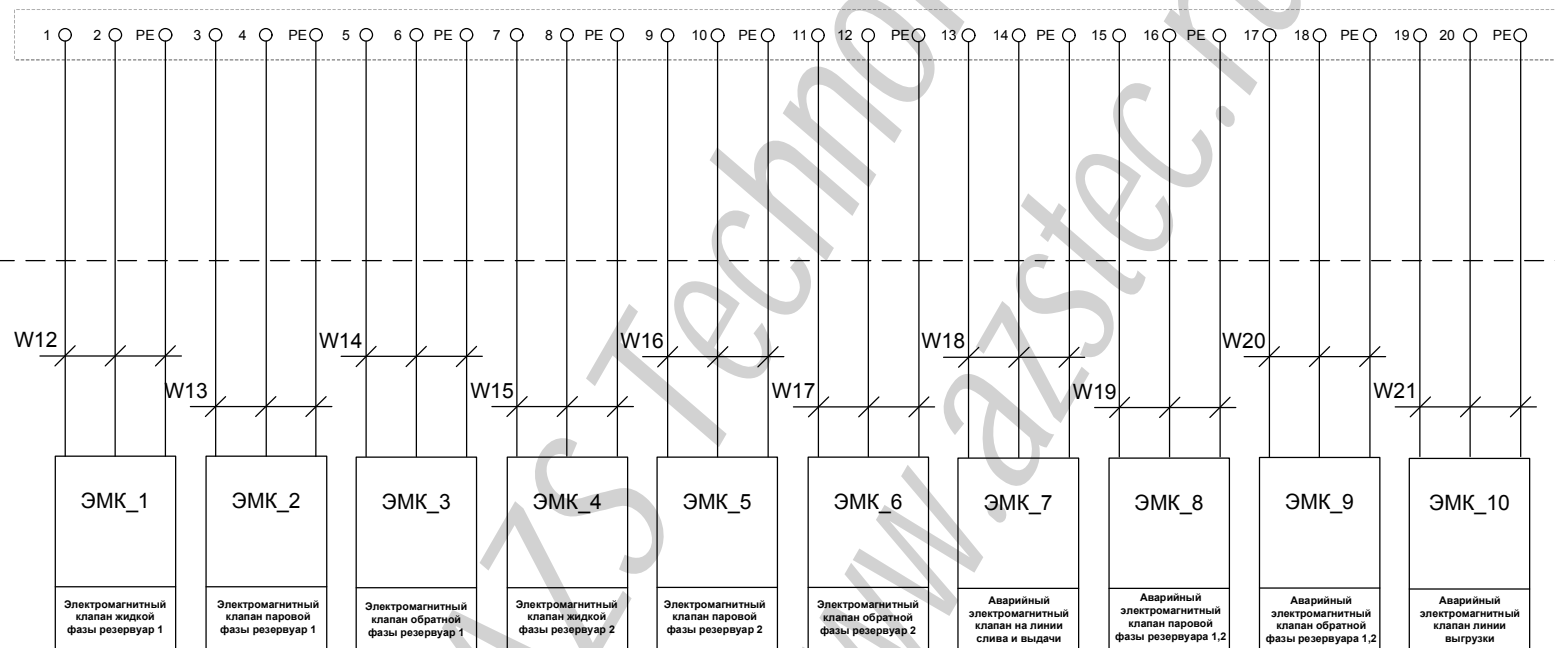 1 2 PE 3 4 PE 5 6 PE 7 8 PE 9 10 PE 11 12 PE 13 14 PE 15 16 PE 17 18 PE 19 20 PE
W12 W14 W16 W18 W20
W13 W15 W17 W19 W21
ЭМК_1 ЭМК_2 ЭМК_3 ЭМК_4 ЭМК_5 ЭМК_6 ЭМК_7 ЭМК_8 ЭМК_9 ЭМК_10
Электромагнитный
клапан жидкой
фазы резервуар 1
Электромагнитный
клапан паровой
фазы резервуар 1
Электромагнитный
клапан обратной
фазы резервуар 1
Электромагнитный
клапан жидкой
фазы резервуар 2
Электромагнитный
клапан паровой
фазы резервуар 2
Электромагнитный
клапан обратной
фазы резервуар 2
Аварийный
электромагнитный
клапан на линии
слива и выдачи
Аварийный
электромагнитный
клапан паровой
фазы резервуара 1,2
Аварийный
электромагнитный
клапан обратной
фазы резервуара 1,2
Аварийный
электромагнитный
клапан линии
выгрузки
AZS Techno
www.azstec.ru